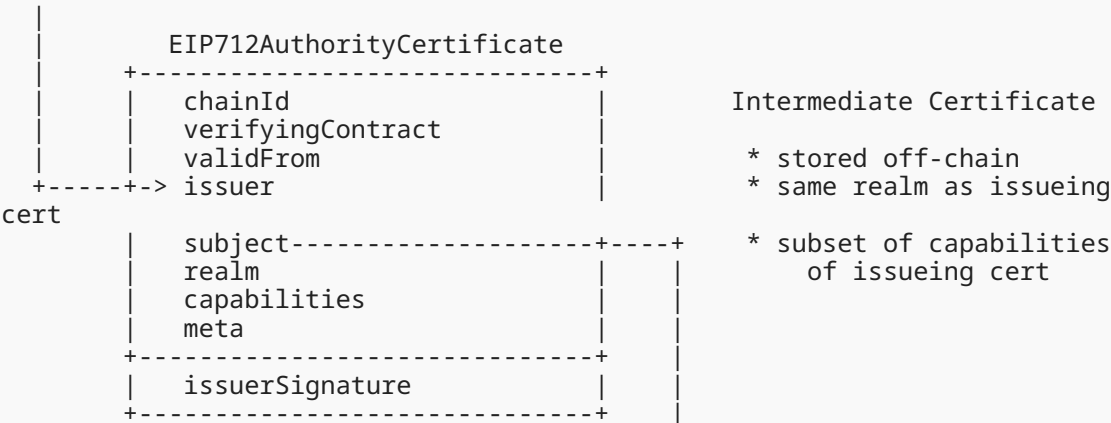 |
  |        EIP712AuthorityCertificate
  |     +------------------------------+
  |     |   chainId                    |        Intermediate Certificate
  |     |   verifyingContract          |
  |     |   validFrom                  |         * stored off-chain
  +-----+-> issuer                     |         * same realm as issueing
cert
        |   subject--------------------+----+    * subset of capabilities
        |   realm                      |    |        of issueing cert
        |   capabilities               |    |
        |   meta                       |    |
        +------------------------------+    |
        |   issuerSignature            |    |
        +------------------------------+    |